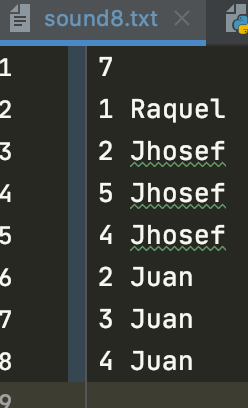 sound8.txt
1 7
2 1 Raquel
3 2 Jhosef
4 5 Jhosef
5 4 Jhosef
6 2 Juan
7 3 Juan
8 4 Juan
9